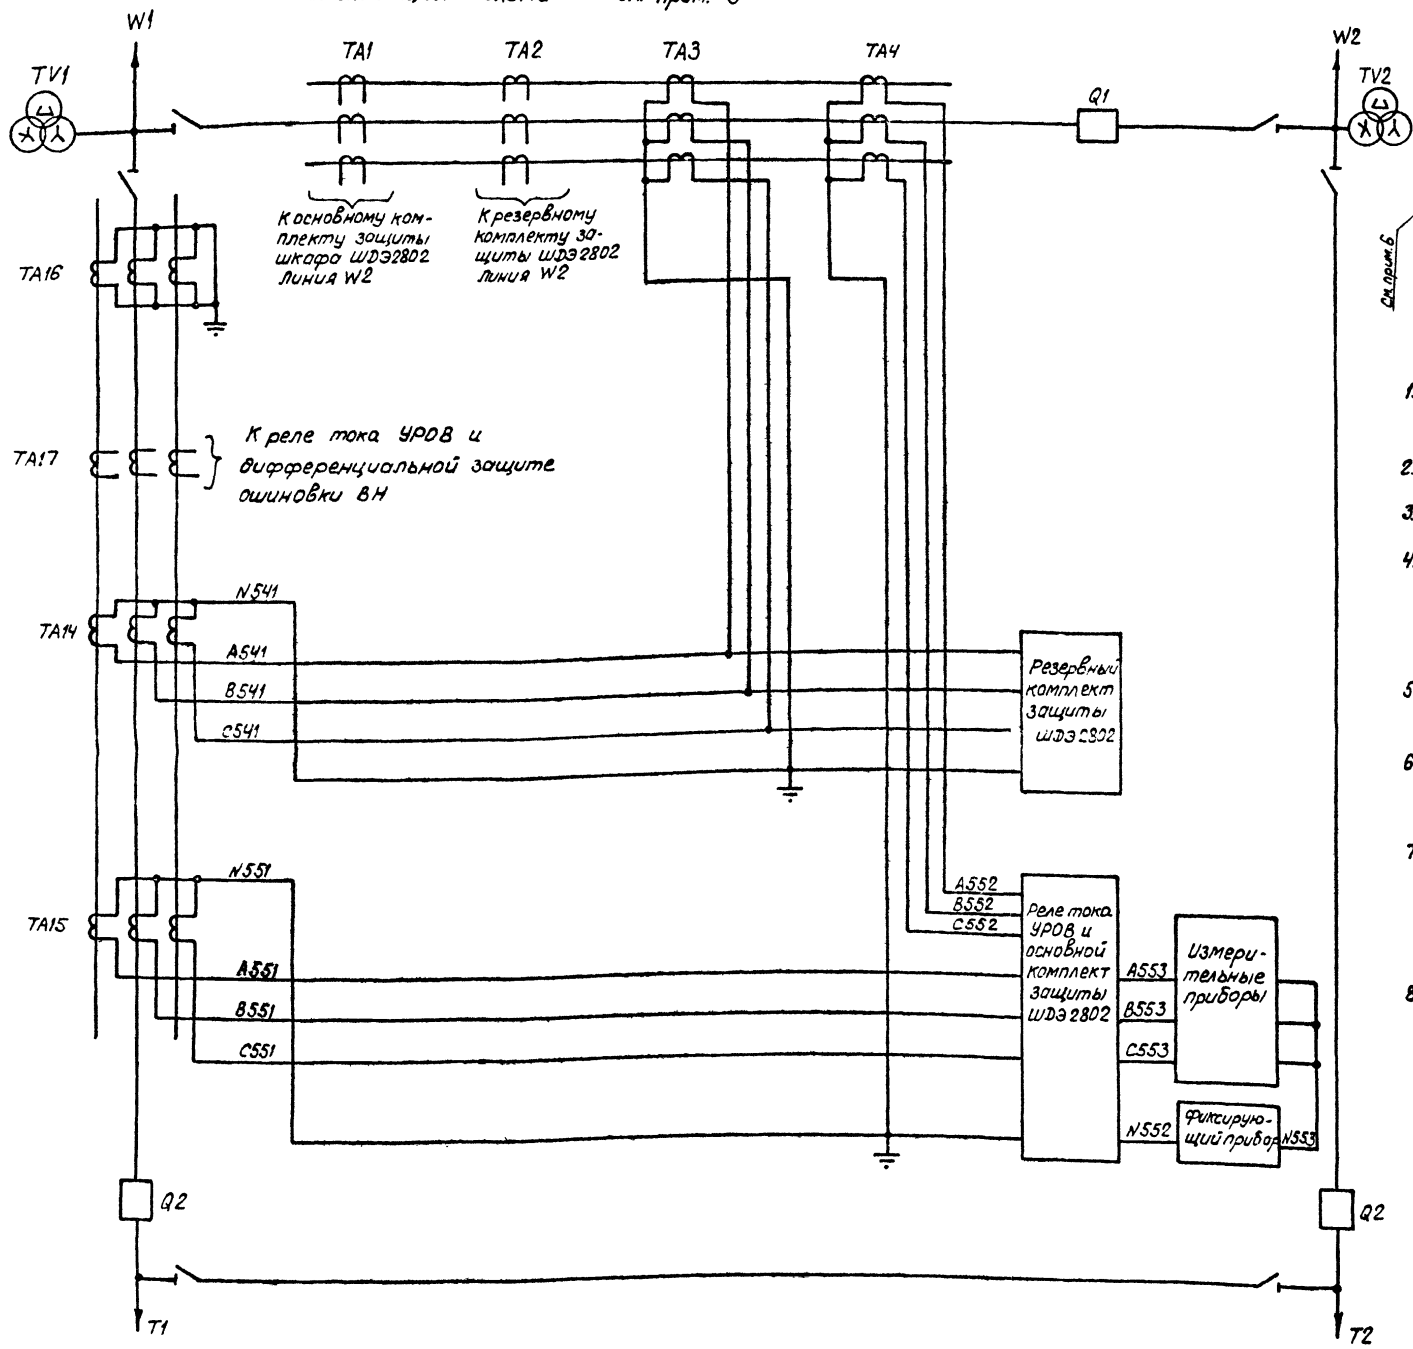 прим. 6
W1
TA1
TA2
TA3
TA4
W2
TV1
Q1
TV2
К основному ком-
плекту защиты
шкафа ШДЭ2802
Линия W2
К резервному
комплекту за-
щиты ШДЭ2802
Линия W2
см. прим. 6
TA16
1.
К реле тока УРОВ и
дифференциальной защите
ошиновки ВН
TA17
2.
3.
4.
N541
TA14
A541
B541
C541
Резервный
комплект
защиты
ШДЭ2802
5
6
7
N551
TA15
A551
B551
C551
A552
B552
C552
Реле тока
УРОВ и
основной
комплект
защиты
ШДЭ2802
A553
B553
C553
N552
Измери-
тельные
приборы
Фиксирую-
щий прибор
N553
8
Q2
Q2
T1
T2